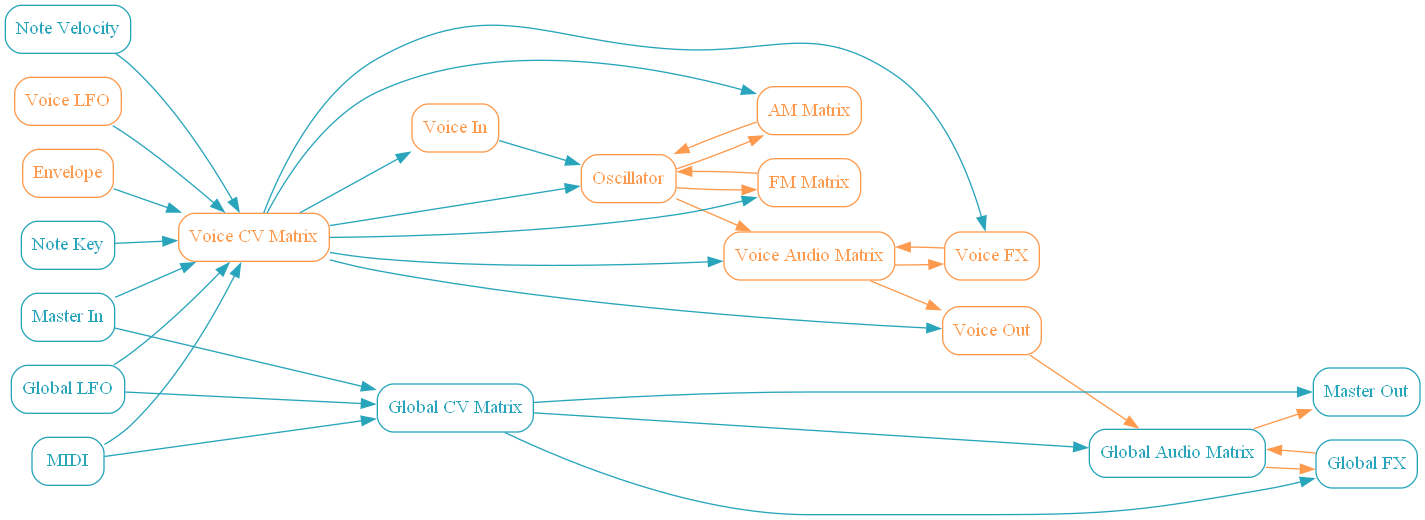 Note Velocity
Voice LFO
Envelope
Note Key
Master In
Global LFO
MIDI
Voice CV Matrix
Global CV Matrix
Voice In
Oscillator
AM Matrix
FM Matrix
Voice Audio Matrix
Voice FX
Voice Out
Global Audio Matrix
Master Out
Global FX